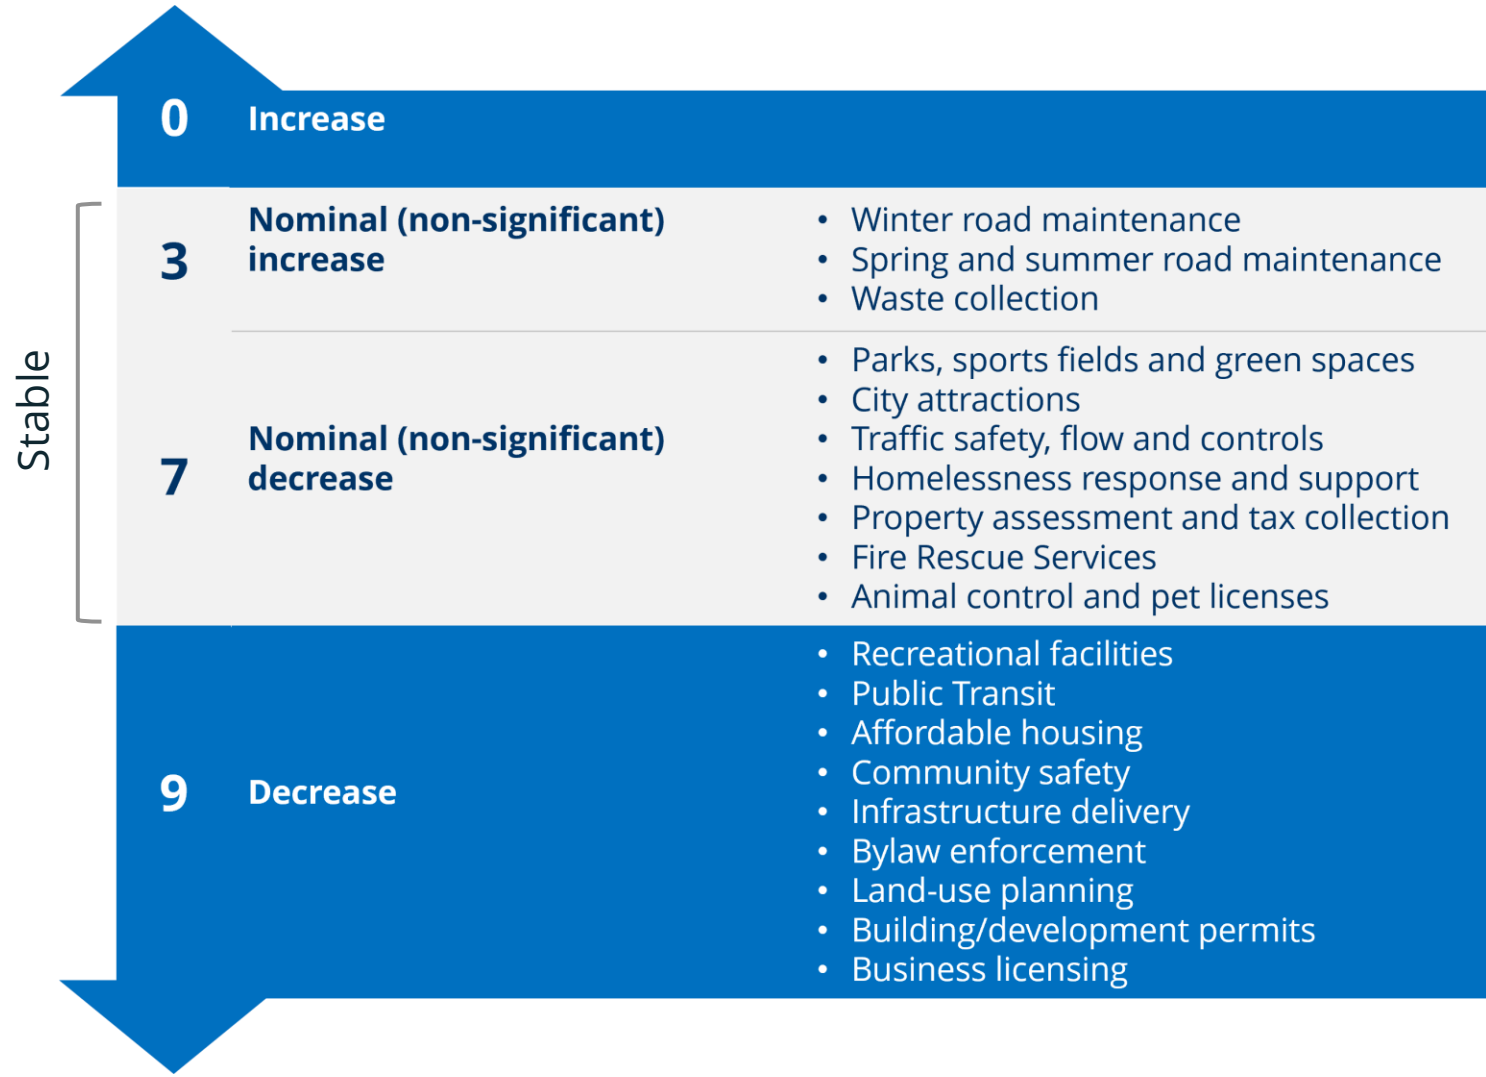 0 Increase
Stable
3
Nominal (non-significant)
increase
• Winter road maintenance
• Spring and summer road maintenance
• Waste collection
7
Nominal (non-significant)
decrease
• Parks, sports fields and green spaces
• City attractions
• Traffic safety, flow and controls
• Homelessness response and support
• Property assessment and tax collection
• Fire Rescue Services
• Animal control and pet licenses
9 Decrease
• Recreational facilities
• Public Transit
• Affordable housing
• Community safety
• Infrastructure delivery
• Bylaw enforcement
• Land-use planning
• Building/development permits
• Business licensing